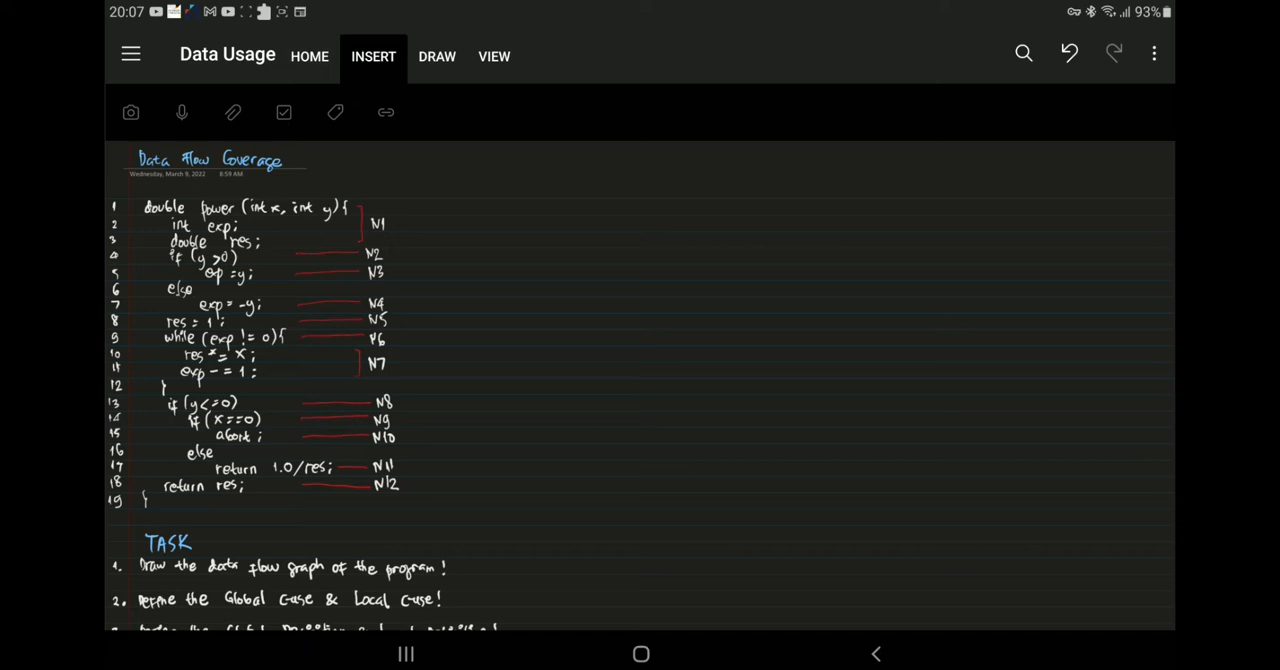 20:07 93%
Data Usage HOME INSERT DRAW VIEW
Data Flow Coverage
Wednesday, March 9, 2022 8:59 AM
1 double power (int x, int y){
2 int exp; N1
3 double res;
4 if (y >0) N2
5 exp =y; N3
6 else
7 exp = -y; N4
8 res = 1; N5
9 while (exp != 0){ N6
10 res *= x;
11 exp -= 1; N7
12 }
13 if (y <= 0) N8
14 if (x == 0) N9
15 abort; N10
16 else
17 return 1.0/res; N11
18 return res; N12
19 }
TASK
1. Draw the data flow graph of the program!
2. Define the Global Cuse & Local Cuse!